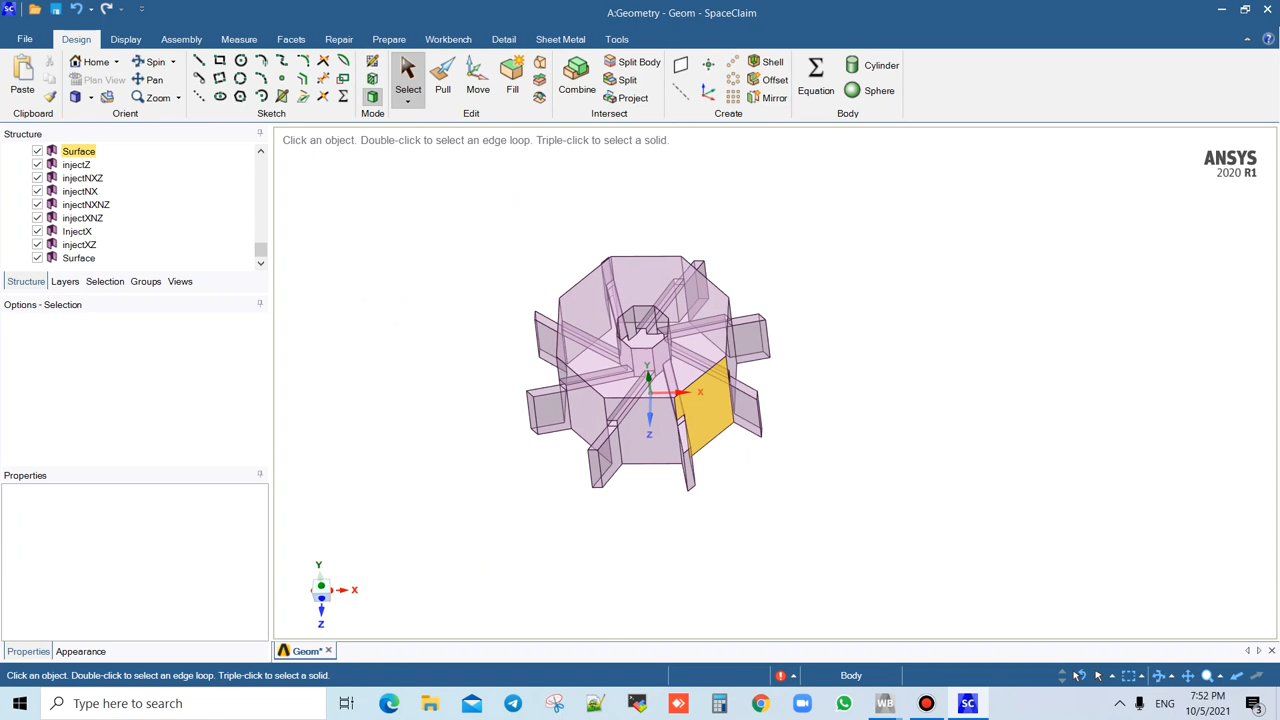 A:Geometry - Geom - SpaceClaim
File Design Display Assembly Measure Facets Repair Prepare Workbench Detail Sheet Metal Tools
Paste
Home
Plan View
Spin
Pan
Zoom
Select
Pull
Move
Fill
Combine
Split Body
Split
Project
Shell
Offset
Mirror
Equation
Cylinder
Sphere
Clipboard Orient Sketch Mode Edit Intersect Create Body
Structure
Surface
injectZ
injectNXZ
injectNX
injectNXNZ
injectXNZ
InjectX
injectXZ
Surface
Structure Layers Selection Groups Views
Options - Selection
Properties
Properties Appearance
Click an object. Double-click to select an edge loop. Triple-click to select a solid.
ANSYS
2020 R1
Y
X
Z
Y
X
Z
Geom*
Click an object. Double-click to select an edge loop. Triple-click to select a solid.
Body
Type here to search
WB
SC
ENG
7:52 PM
10/5/2021
3